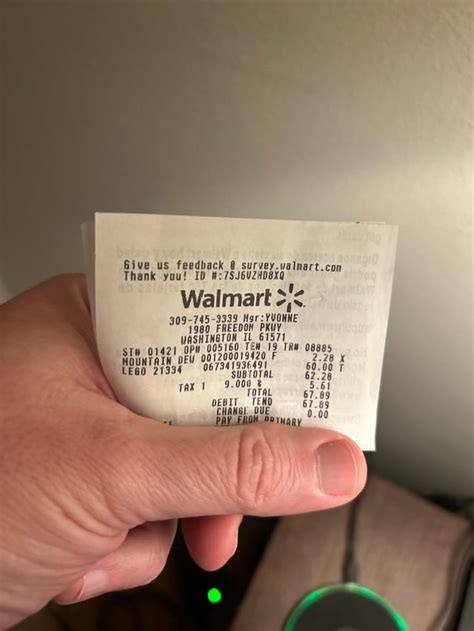 Give us feedback @ survey.walmart.com
Thank you! ID #:7SJ6VZHD8XQ
Walmart
309-745-3339 Mgr:YVONNE
1980 FREEDOM PKWY
WASHINGTON IL 61571
ST# 01421 OP# 005160 TE# 19 TR# 08885
MOUNTAIN DEW 001200019420 F 2.28 X
LEGO 21334 067341936491 60.00 T
SUBTOTAL 62.28
TAX 1 9.000 % 5.61
TOTAL 67.89
DEBIT TEND 67.89
CHANGE DUE 0.00
PAY FROM PRIMARY